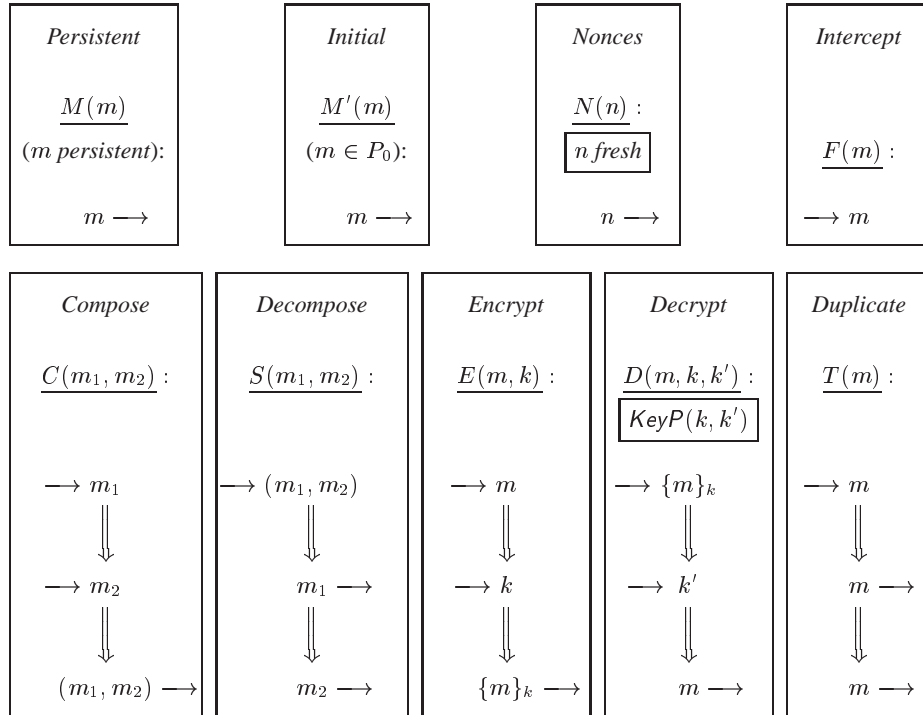 Persistent
M(m)
(m persistent):
m ⟶
Initial
M′(m)
(m ∈ P₀):
m ⟶
Nonces
N(n) :
n fresh
n ⟶
Intercept
F(m) :
⟶ m
Compose
C(m₁, m₂) :
⟶ m₁
⟶ m₂
(m₁, m₂) ⟶
Decompose
S(m₁, m₂) :
⟶ (m₁, m₂)
m₁ ⟶
m₂ ⟶
Encrypt
E(m, k) :
⟶ m
⟶ k
{m}ₖ ⟶
Decrypt
D(m, k, k′) :
KeyP(k, k′)
⟶ {m}ₖ
⟶ k′
m ⟶
Duplicate
T(m) :
⟶ m
m ⟶
m ⟶